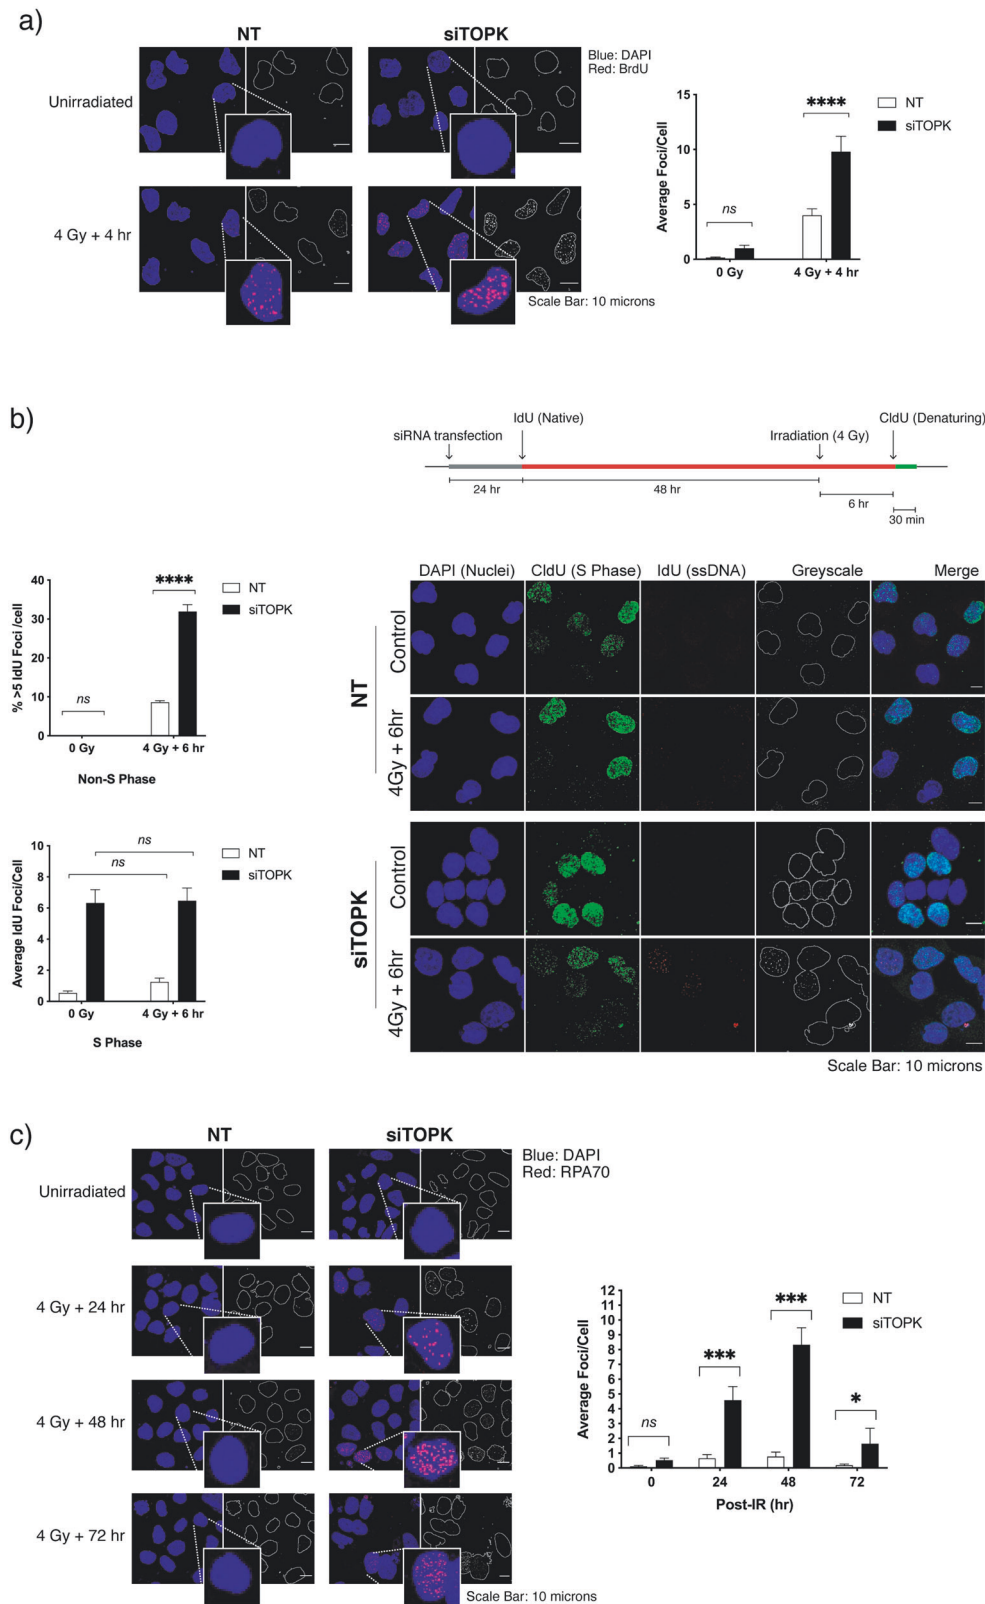 a)
NT
siTOPK
Blue: DAPI
Red: BrdU
Unirradiated
4 Gy + 4 hr
Scale Bar: 10 microns
15
10
5
0
Average Foci/Cell
****
ns
NT
siTOPK
0 Gy
4 Gy + 4 hr
b)
siRNA transfection
IdU (Native)
Irradiation (4 Gy)
CldU (Denaturing)
24 hr
48 hr
6 hr
30 min
40
30
20
10
0
% >5 IdU Foci /cell
****
ns
NT
siTOPK
0 Gy
4 Gy + 6 hr
Non-S Phase
10
8
6
4
2
0
Average IdU Foci/Cell
ns
ns
NT
siTOPK
0 Gy
4 Gy + 6 hr
S Phase
DAPI (Nuclei)
CldU (S Phase)
IdU (ssDNA)
Greyscale
Merge
NT
Control
4Gy + 6hr
siTOPK
Control
4Gy + 6hr
Scale Bar: 10 microns
c)
NT
siTOPK
Blue: DAPI
Red: RPA70
Unirradiated
4 Gy + 24 hr
4 Gy + 48 hr
4 Gy + 72 hr
Scale Bar: 10 microns
12
11
10
9
8
7
6
5
4
3
2
1
0
Average Foci/Cell
ns
***
***
*
NT
siTOPK
0
24
48
72
Post-IR (hr)